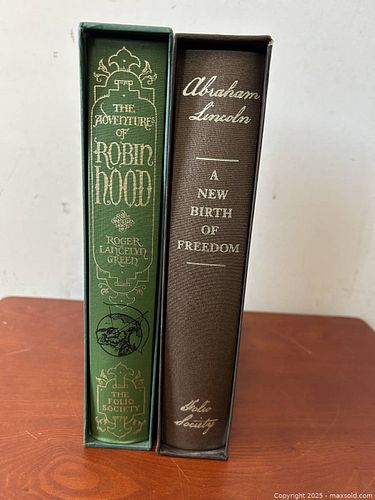 THE
ADVENTURES
OF
ROBIN
HOOD
ROGER
LANCELYN
GREEN
THE
FOLIO
SOCIETY
Abraham
Lincoln
A
NEW
BIRTH
OF
FREEDOM
Folio
Society
Copyright 2025 - maxsold.com